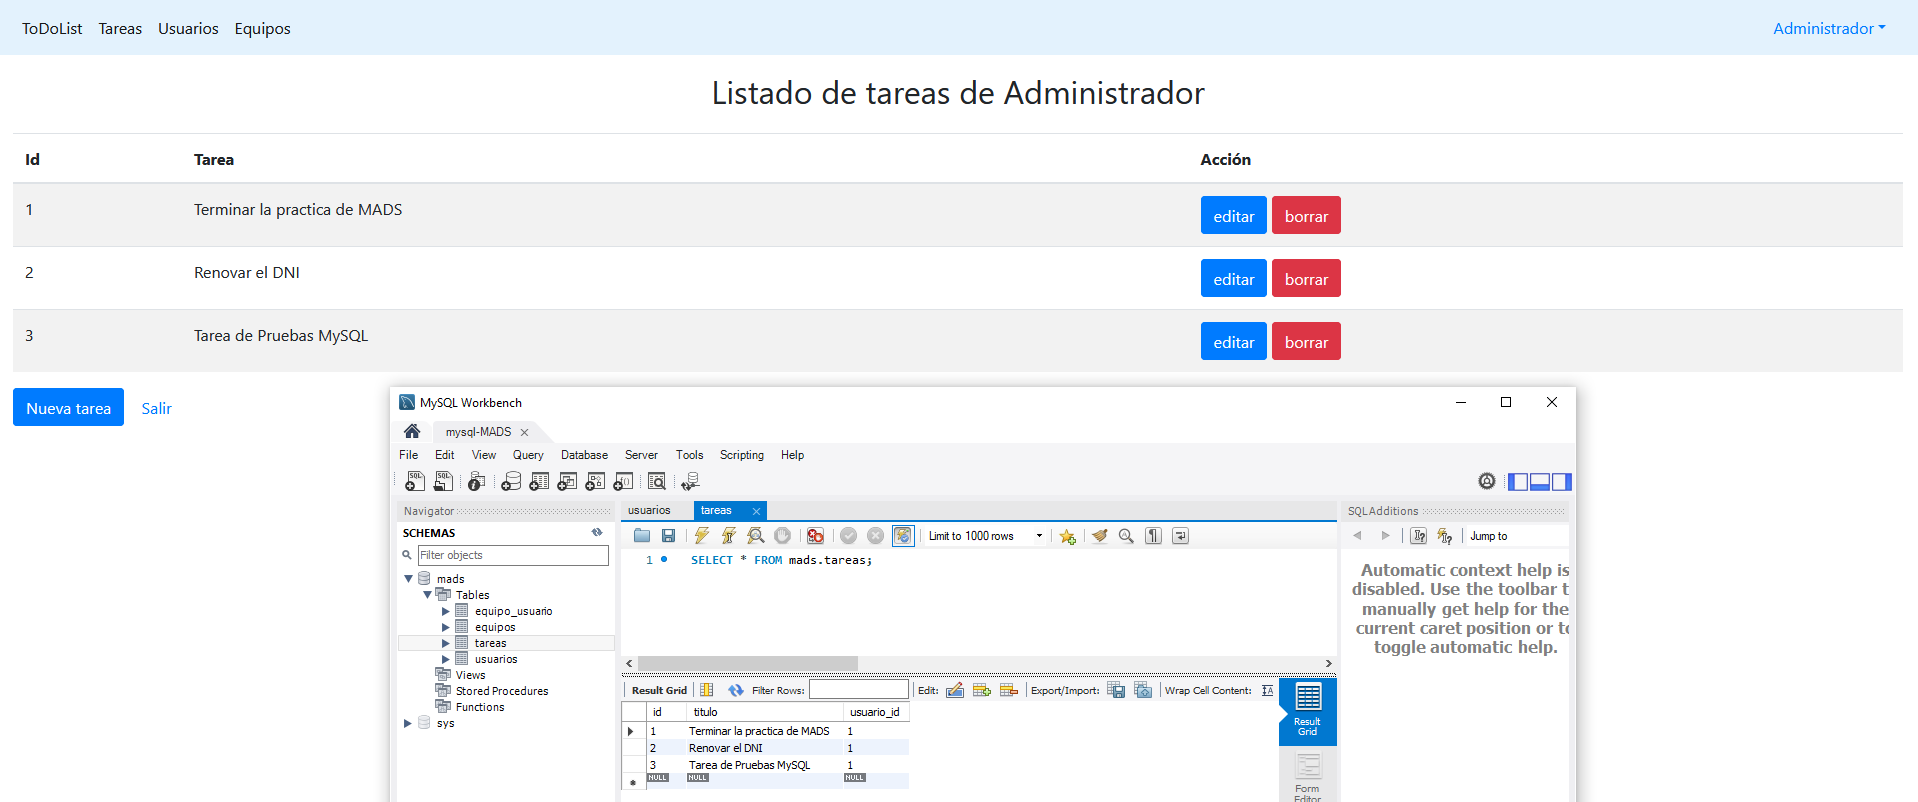 ToDoList Tareas Usuarios Equipos Administrador
Listado de tareas de Administrador
Id Tarea Acción
1 Terminar la practica de MADS editar borrar
2 Renovar el DNI editar borrar
3 Tarea de Pruebas MySQL editar borrar
Nueva tarea Salir
MySQL Workbench
mysql-MADS
File Edit View Query Database Server Tools Scripting Help
Navigator
SCHEMAS
Filter objects
mads
Tables
equipo_usuario
equipos
tareas
usuarios
Views
Stored Procedures
Functions
sys
usuarios tareas
Limit to 1000 rows
1 SELECT * FROM mads.tareas;
Result Grid Filter Rows: Edit: Export/Import: Wrap Cell Content:
id titulo usuario_id
1 Terminar la practica de MADS 1
2 Renovar el DNI 1
3 Tarea de Pruebas MySQL 1
NULL NULL NULL
Result
Grid
Form
Editor
SQLAdditions
Jump to
Automatic context help is
disabled. Use the toolbar t
manually get help for the
current caret position or to
toggle automatic help.